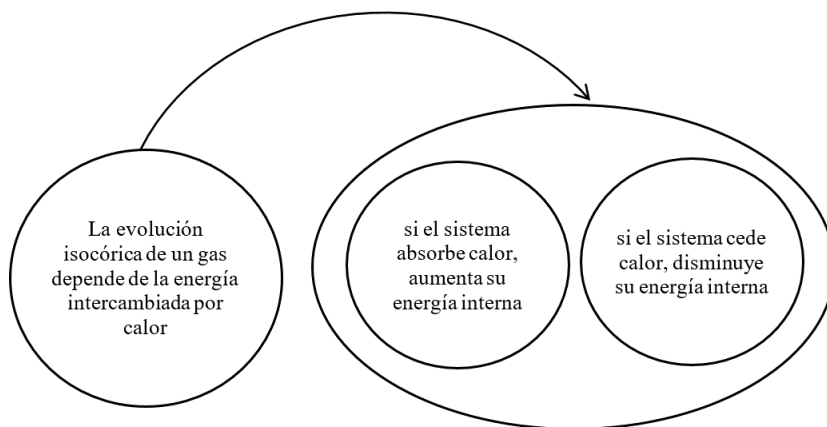 La evolución
isocórica de un gas
depende de la energía
intercambiada por
calor
si el sistema
absorbe calor,
aumenta su
energía interna
si el sistema cede
calor, disminuye
su energía interna